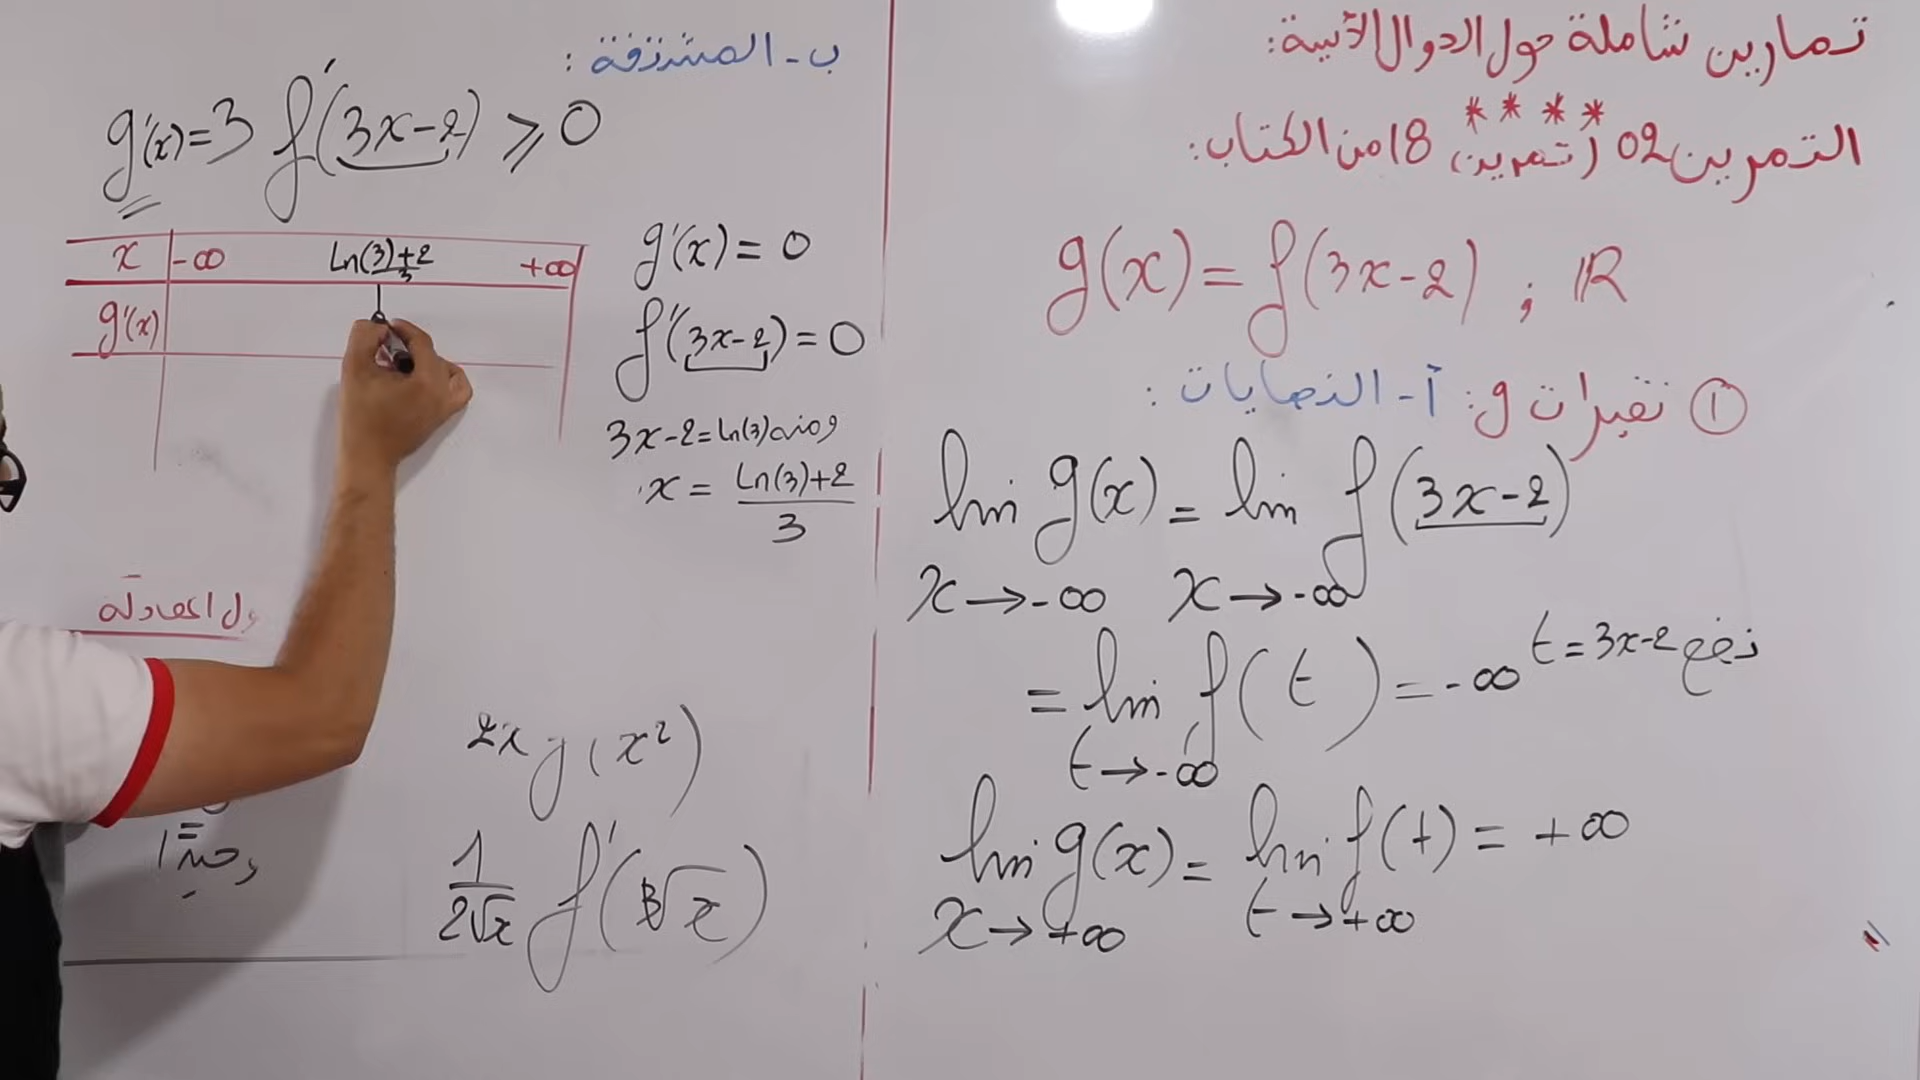 تمارين شاملة حول الدوال الأسية:
التمرين 02 (تمرين 18 من الكتاب:
****
g(x) = f(3x-2) ; ℝ
① تغيرات g: أ- النهايات:
lim g(x) = lim f(3x-2)
x→-∞ x→-∞
= lim f(t) = -∞ نضع t=3x-2
t→-∞
lim g(x) = lim f(t) = +∞
x→+∞ t→+∞
ب- المشتقة:
g'(x)=3 f'(3x-2) ⩾ 0
x -∞ ln(3)+2/3 +∞
g'(x)
g'(x) = 0
f'(3x-2) = 0
ومنه 3x-2=ln(3)
x = ln(3)+2/3
المعادلة
2x g(x²)
1/2√x f'(√x)